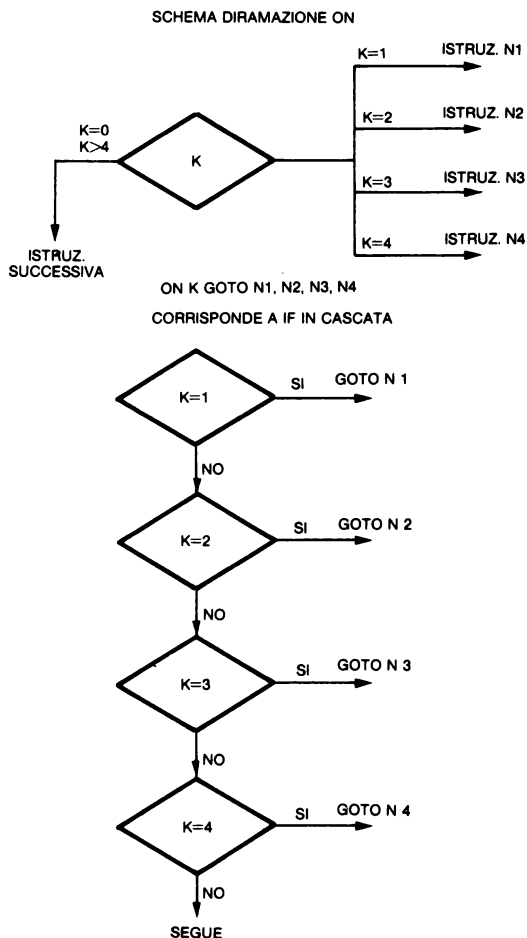 SCHEMA DIRAMAZIONE ON
K=1 ISTRUZ. N1
K=0
K>4
K=2 ISTRUZ. N2
K
K=3 ISTRUZ. N3
K=4 ISTRUZ. N4
ISTRUZ.
SUCCESSIVA
ON K GOTO N1, N2, N3, N4
CORRISPONDE A IF IN CASCATA
K=1 SI GOTO N 1
NO
K=2 SI GOTO N 2
NO
K=3 SI GOTO N 3
NO
K=4 SI GOTO N 4
NO
SEGUE